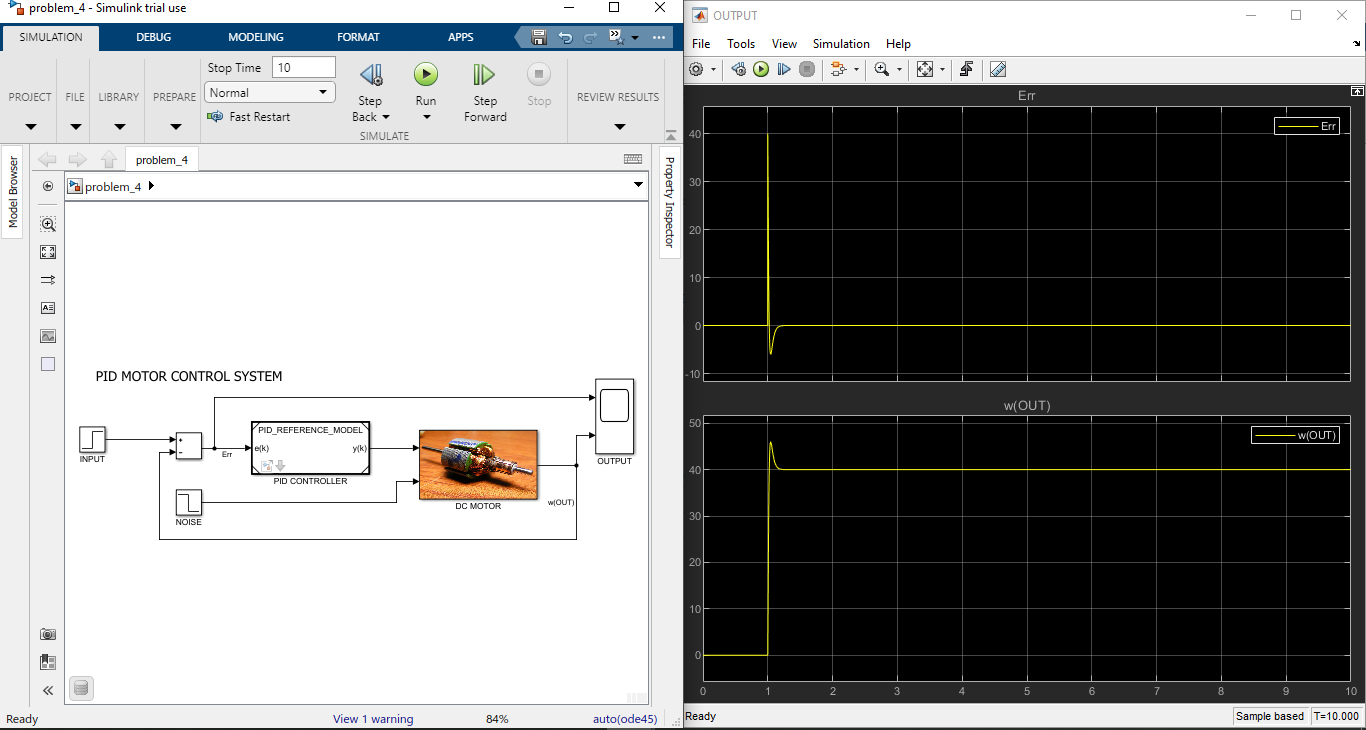 problem_4 - Simulink trial use
SIMULATION DEBUG MODELING FORMAT APPS
PROJECT
FILE
LIBRARY
PREPARE
Stop Time 10
Normal
Fast Restart
Step
Back
Run
Step
Forward
Stop
SIMULATE
REVIEW RESULTS
Model Browser
problem_4
problem_4
Property Inspector
PID MOTOR CONTROL SYSTEM
INPUT
+
−
Err
PID_REFERENCE_MODEL
e(k) y(k)
PID CONTROLLER
NOISE
DC MOTOR
w(OUT)
OUTPUT
Ready View 1 warning 84% auto(ode45)
OUTPUT
File Tools View Simulation Help
Err
Err
40
30
20
10
0
-10
w(OUT)
w(OUT)
50
40
30
20
10
0
0 1 2 3 4 5 6 7 8 9 10
Ready Sample based T=10.000